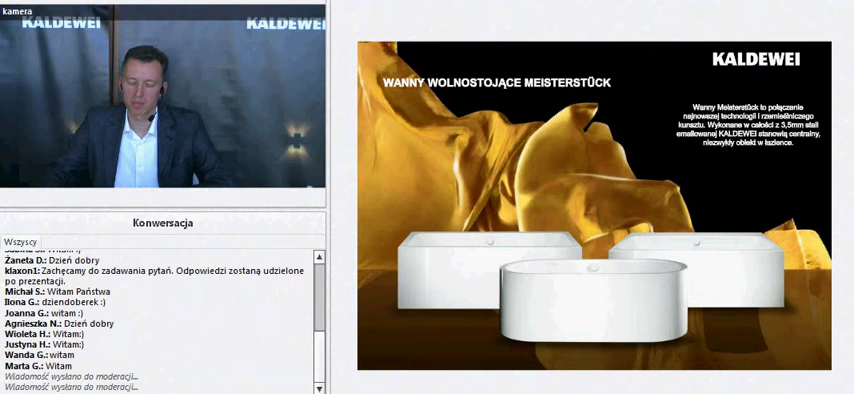 kamera
KALDEWEI
KALDEWEI
Konwersacja
Wszyscy
Żaneta D.: Dzień dobry
klaxon1: Zachęcamy do zadawania pytań. Odpowiedzi zostaną udzielone
po prezentacji.
Michał S.: Witam Państwa
Ilona G.: dziendoberek :)
Joanna G.: witam :)
Agnieszka N.: Dzień dobry
Wioleta H.: Witam:)
Justyna H.: Witam:)
Wanda G.: witam
Marta G.: Witam
Wiadomość wysłano do moderacji...
Wiadomość wysłano do moderacji...
KALDEWEI
WANNY WOLNOSTOJĄCE MEISTERSTÜCK
Wanny Meisterstück to połączenie
najnowszej technologii i rzemieślniczego
kunsztu. Wykonane w całości z 3,5mm stali
emaliowanej KALDEWEI stanowią centralny,
niezwykły obiekt w łazience.